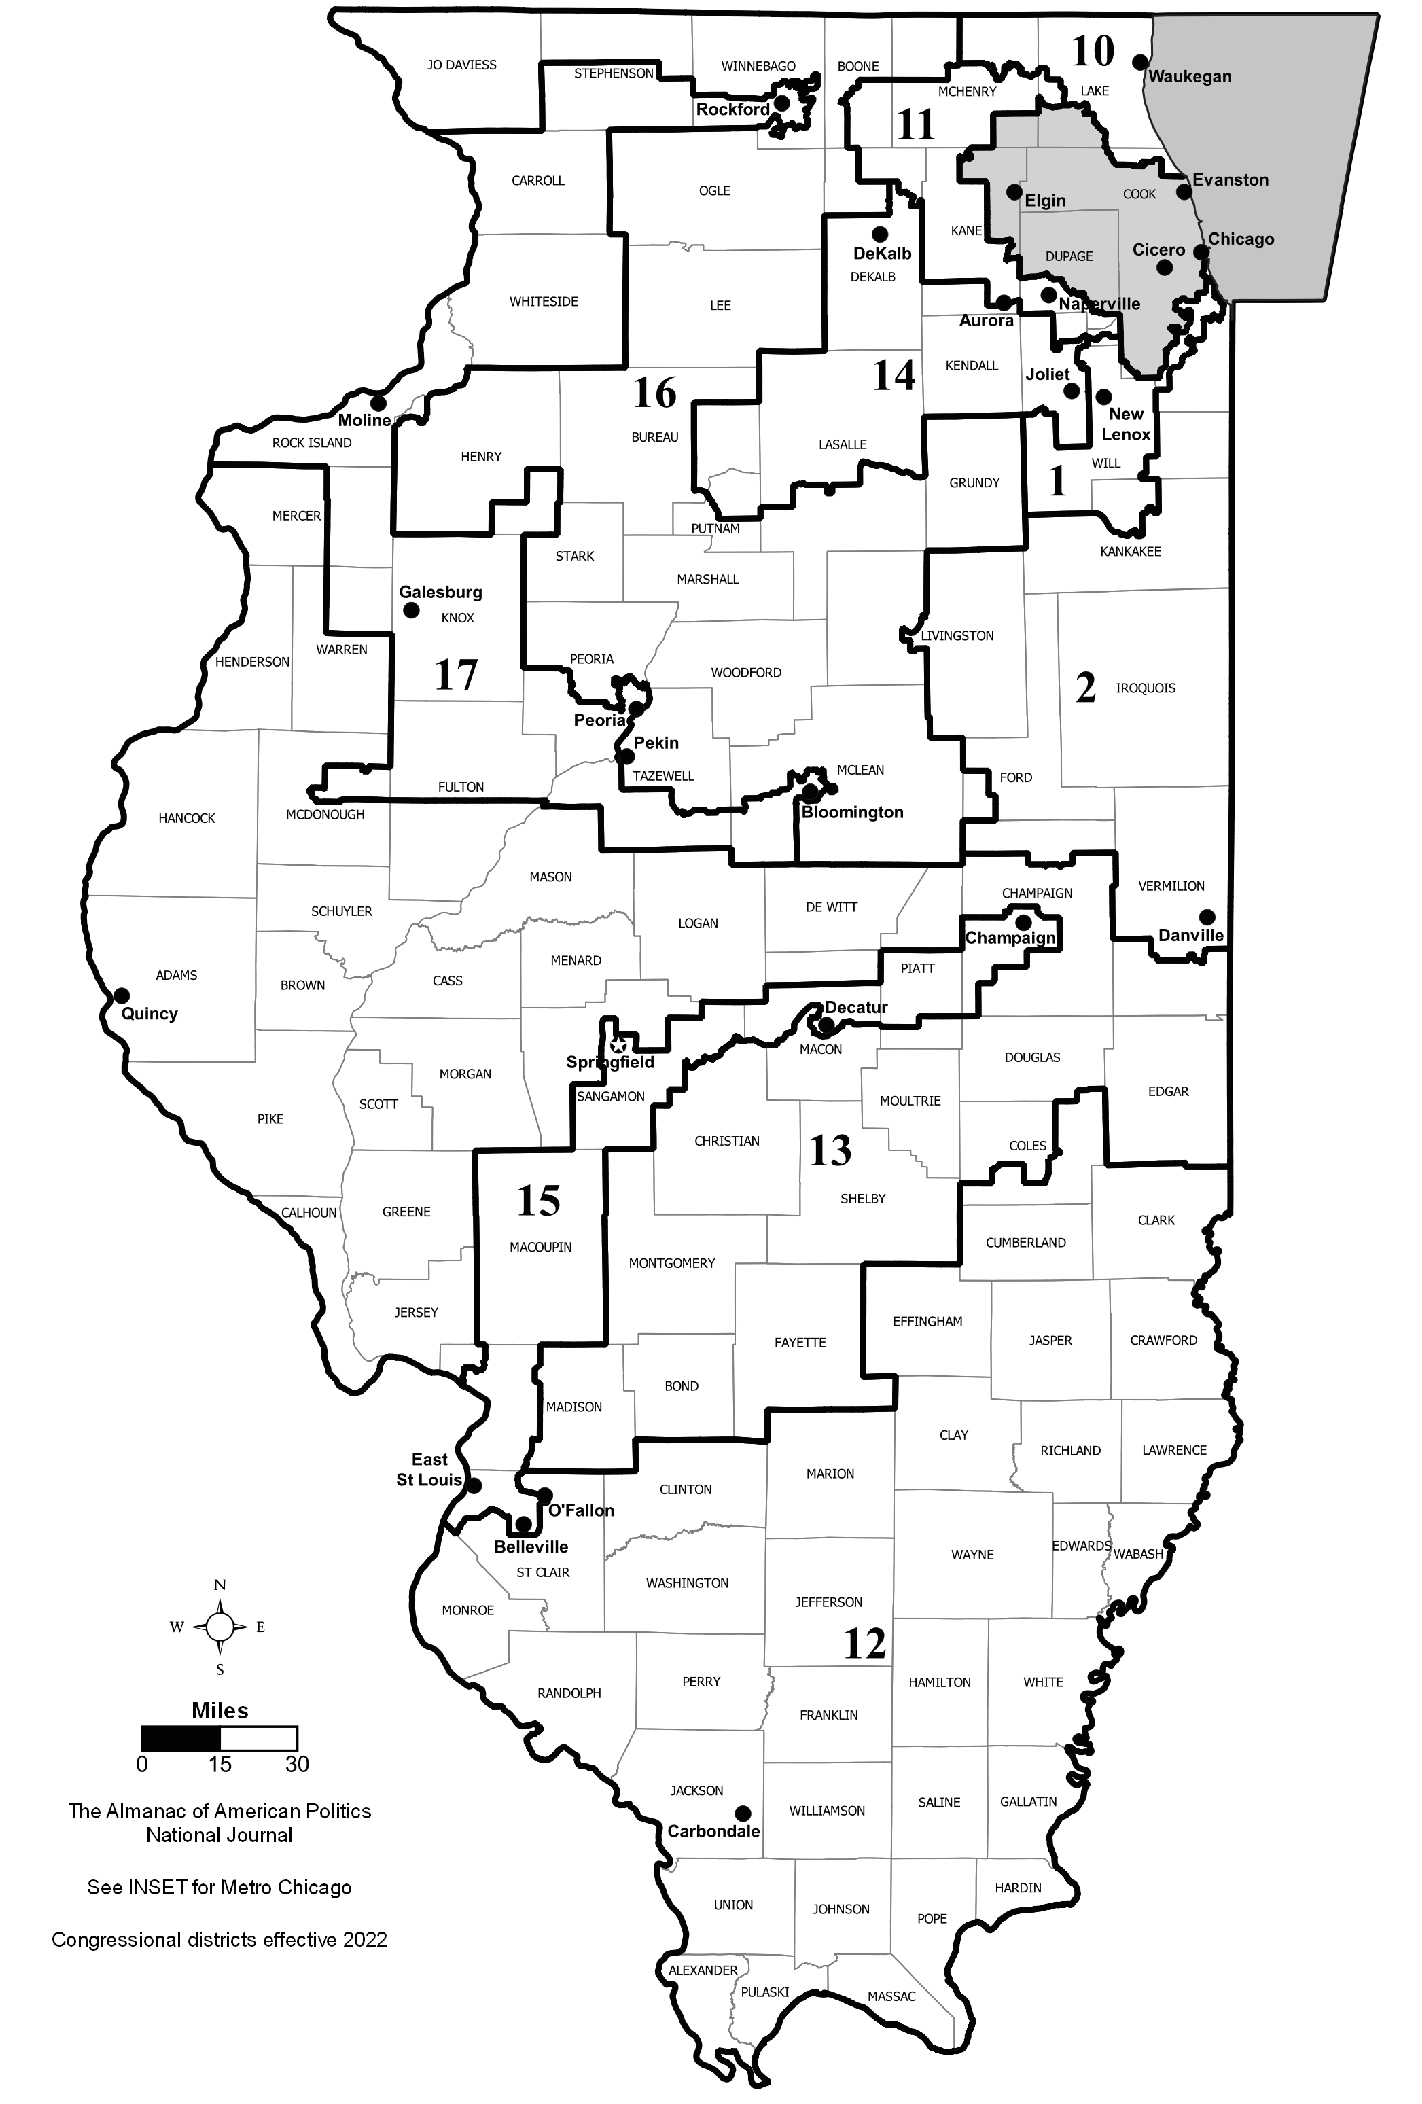 10
JO DAVIESS
STEPHENSON
WINNEBAGO
BOONE
MCHENRY
LAKE
Waukegan
Rockford
11
CARROLL
OGLE
Elgin
COOK
Evanston
KANE
Chicago
DeKalb
DEKALB
DUPAGE
Cicero
WHITESIDE
LEE
Naperville
Aurora
16
14
KENDALL
Joliet
Moline
New
Lenox
ROCK ISLAND
HENRY
BUREAU
LASALLE
WILL
1
GRUNDY
MERCER
PUTNAM
STARK
KANKAKEE
MARSHALL
Galesburg
KNOX
LIVINGSTON
HENDERSON
WARREN
PEORIA
17
WOODFORD
2
IROQUOIS
Peoria
Pekin
TAZEWELL
MCLEAN
FORD
FULTON
HANCOCK
MCDONOUGH
Bloomington
MASON
VERMILION
SCHUYLER
LOGAN
DE WITT
CHAMPAIGN
Champaign
Danville
ADAMS
BROWN
CASS
MENARD
PIATT
Quincy
Decatur
Springfield
MACON
DOUGLAS
MORGAN
SCOTT
SANGAMON
MOULTRIE
EDGAR
PIKE
CHRISTIAN
13
COLES
15
SHELBY
CALHOUN
GREENE
CLARK
MACOUPIN
CUMBERLAND
MONTGOMERY
JERSEY
EFFINGHAM
FAYETTE
JASPER
CRAWFORD
BOND
MADISON
CLAY
RICHLAND
LAWRENCE
East
St Louis
MARION
CLINTON
O'Fallon
Belleville
EDWARDS
WABASH
WAYNE
ST CLAIR
WASHINGTON
JEFFERSON
MONROE
12
N
W
E
S
RANDOLPH
PERRY
HAMILTON
WHITE
FRANKLIN
Miles
0 15 30
JACKSON
WILLIAMSON
SALINE
GALLATIN
Carbondale
The Almanac of American Politics
National Journal
See INSET for Metro Chicago
HARDIN
UNION
JOHNSON
POPE
Congressional districts effective 2022
ALEXANDER
PULASKI
MASSAC